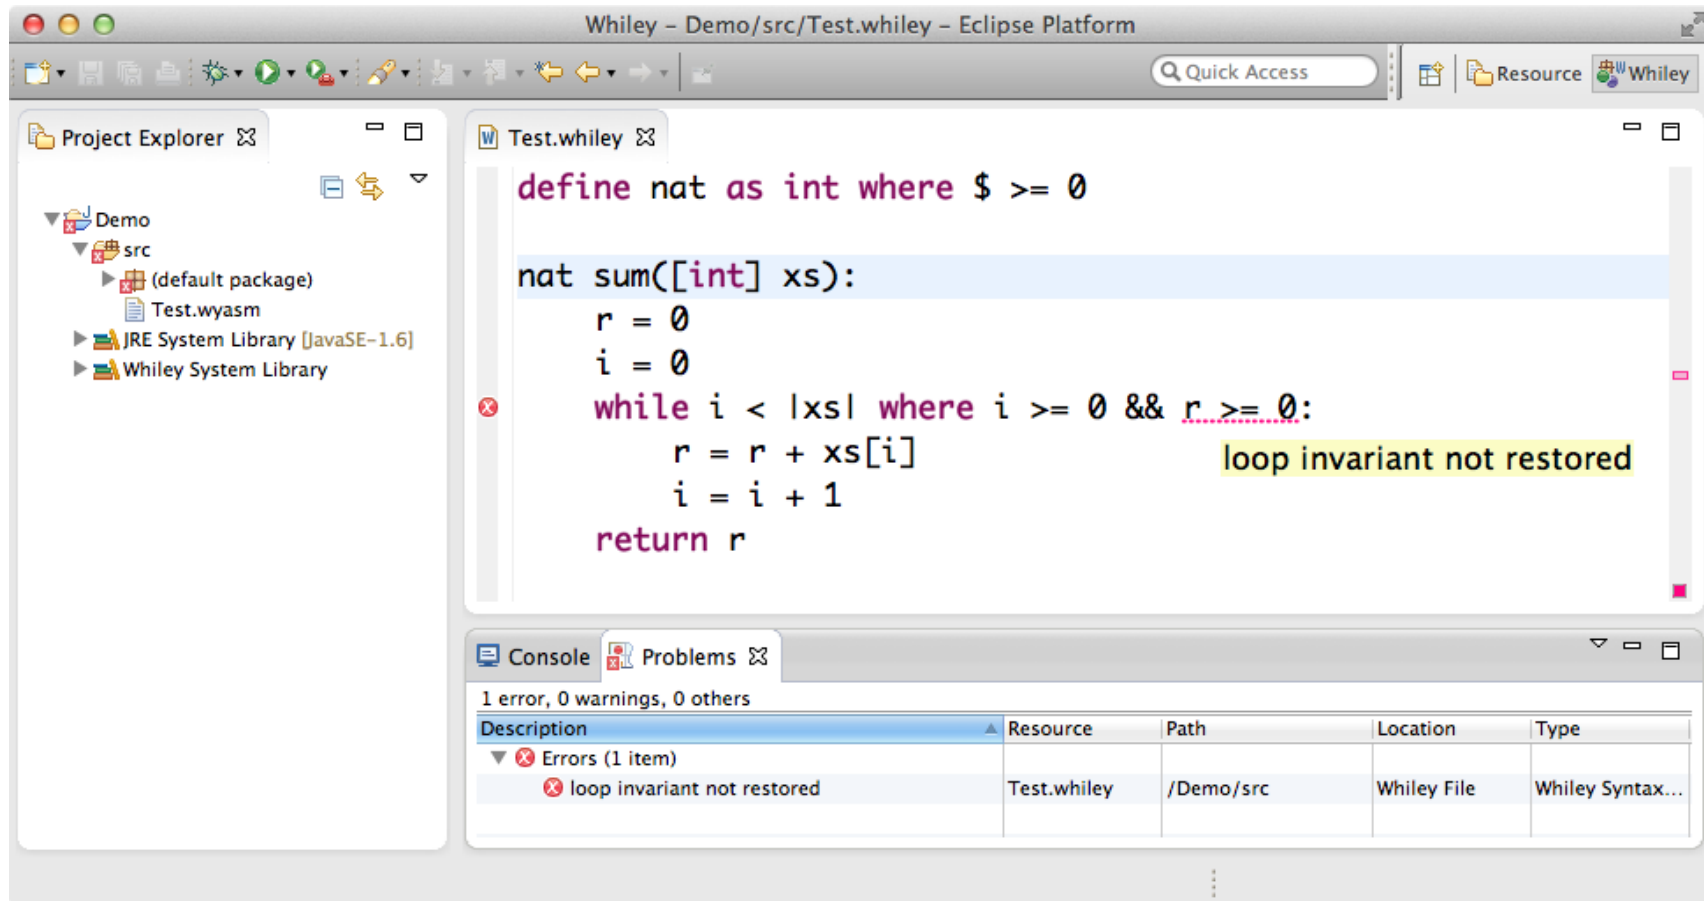 Whiley – Demo/src/Test.whiley – Eclipse Platform
Quick Access
Resource
Whiley
Project Explorer
Demo
src
(default package)
Test.wyasm
JRE System Library [JavaSE-1.6]
Whiley System Library
Test.whiley
define nat as int where $ >= 0
nat sum([int] xs):
r = 0
i = 0
while i < |xs| where i >= 0 && r >= 0:
r = r + xs[i]
loop invariant not restored
i = i + 1
return r
Console
Problems
1 error, 0 warnings, 0 others
Description Resource Path Location Type
Errors (1 item)
loop invariant not restored Test.whiley /Demo/src Whiley File Whiley Syntax...